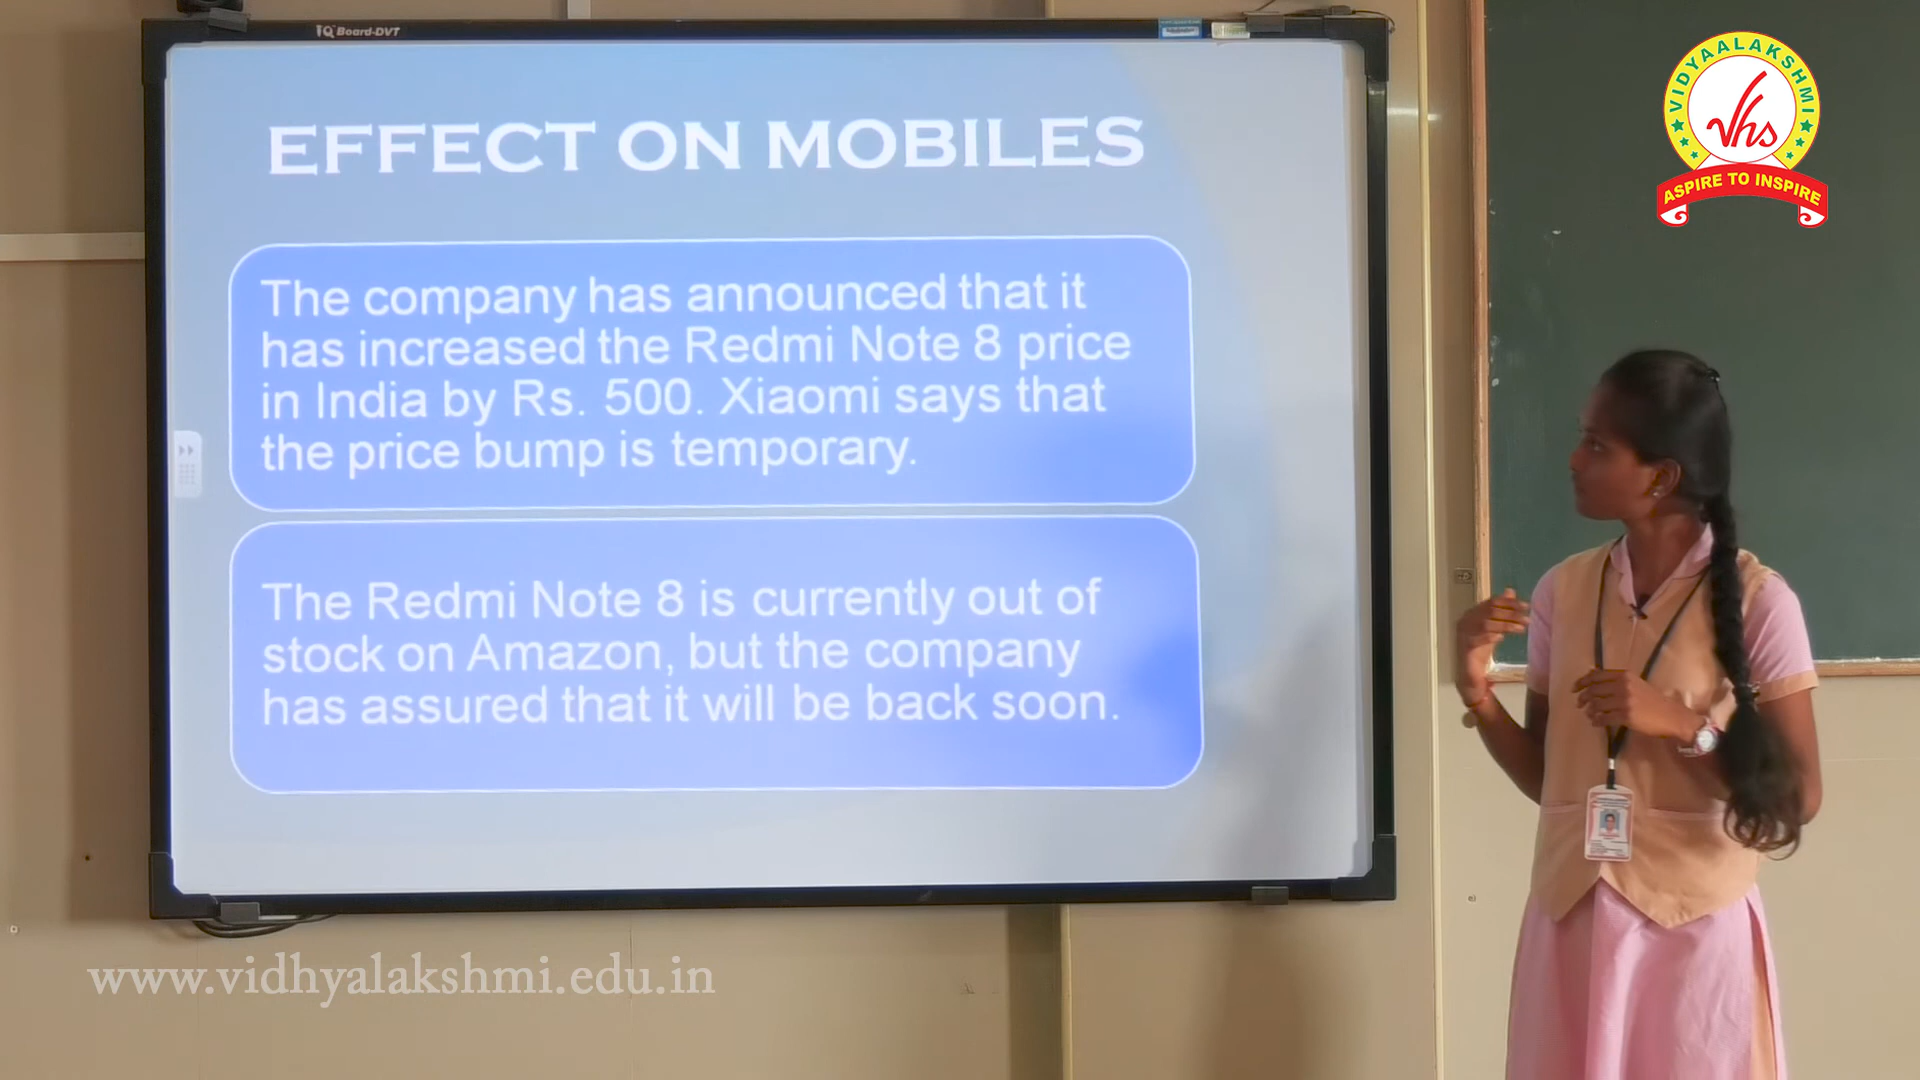 iQ Board-DVT
EFFECT ON MOBILES
The company has announced that it
has increased the Redmi Note 8 price
in India by Rs. 500. Xiaomi says that
the price bump is temporary.
The Redmi Note 8 is currently out of
stock on Amazon, but the company
has assured that it will be back soon.
VIDYAALAKSHMI
vhs
ASPIRE TO INSPIRE
www.vidhyalakshmi.edu.in